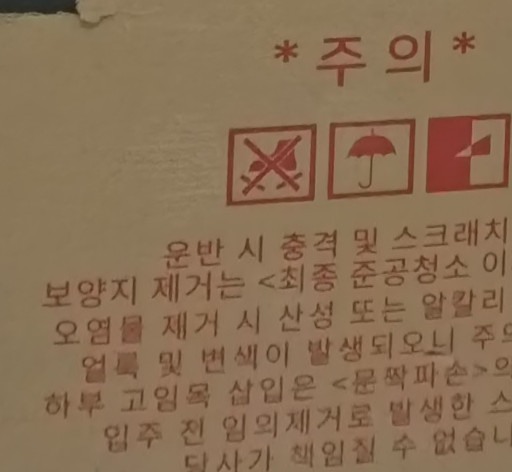 *주의*
운반 시 충격 및 스크래치
보양지 제거는 <최종 준공청소 이
오염물 제거 시 산성 또는 알칼리
얼룩 및 변색이 발생되오니 주의
하부 고임목 삽입은 <문짝파손>의
입주 전 임의제거로 발생한 스
당사가 책임질 수 없습니